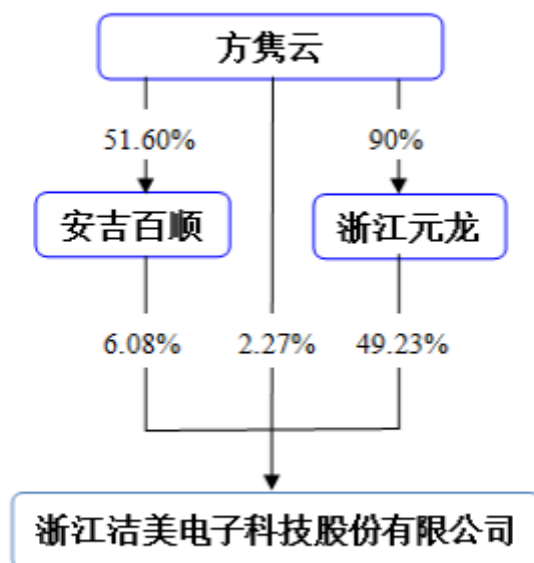 方隽云
51.60%
90%
安吉百顺
浙江元龙
6.08%
2.27%
49.23%
浙江洁美电子科技股份有限公司